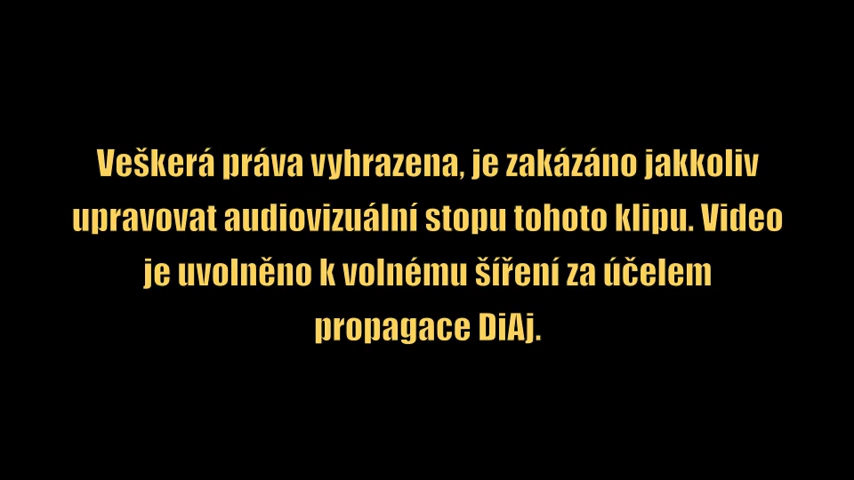 Veškerá práva vyhrazena, je zakázáno jakkoliv
upravovat audiovizuální stopu tohoto klipu. Video
je uvolněno k volnému šíření za účelem
propagace DiAj.